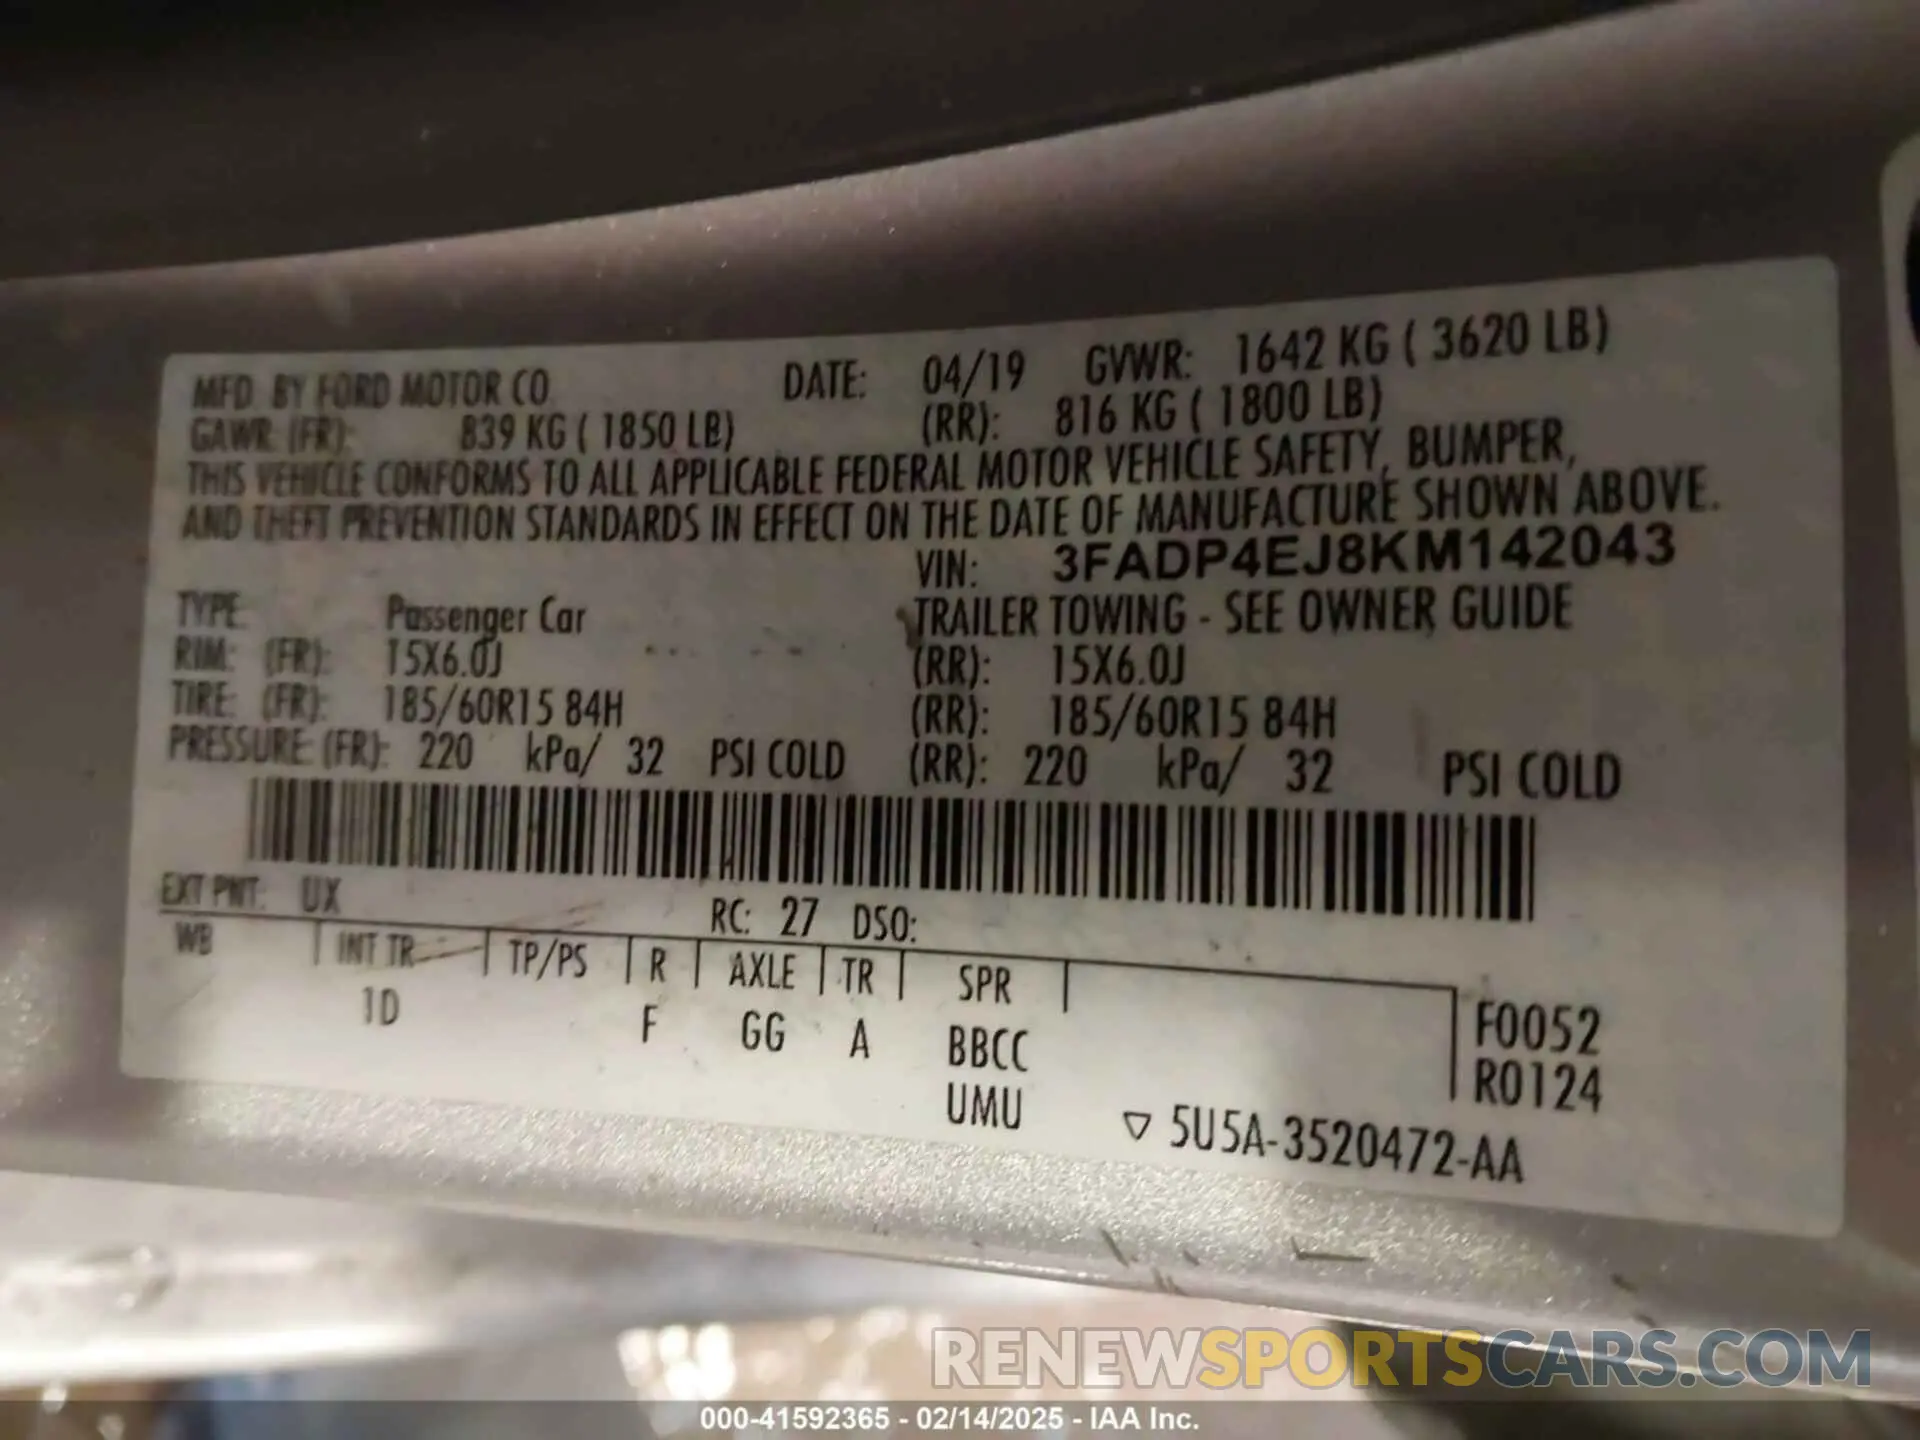 MFD. BY FORD MOTOR CO. DATE: 04/19 GVWR: 1642 KG ( 3620 LB)
GAWR: (FR): 839 KG ( 1850 LB) (RR): 816 KG ( 1800 LB)
THIS VEHICLE CONFORMS TO ALL APPLICABLE FEDERAL MOTOR VEHICLE SAFETY, BUMPER,
AND THEFT PREVENTION STANDARDS IN EFFECT ON THE DATE OF MANUFACTURE SHOWN ABOVE.
VIN: 3FADP4EJ8KM142043
TYPE: Passenger Car TRAILER TOWING - SEE OWNER GUIDE
RIM: (FR): 15X6.0J (RR): 15X6.0J
TIRE: (FR): 185/60R15 84H (RR): 185/60R15 84H
PRESSURE: (FR): 220 kPa/ 32 PSI COLD (RR): 220 kPa/ 32 PSI COLD
EXT PNT: UX RC: 27 DSO:
WB INT TR TP/PS R AXLE TR SPR
1D F GG A BBCC F0052
UMU R0124
▽ 5U5A-3520472-AA
RENEWSPORTSCARS.COM
000-41592365 - 02/14/2025 - IAA Inc.